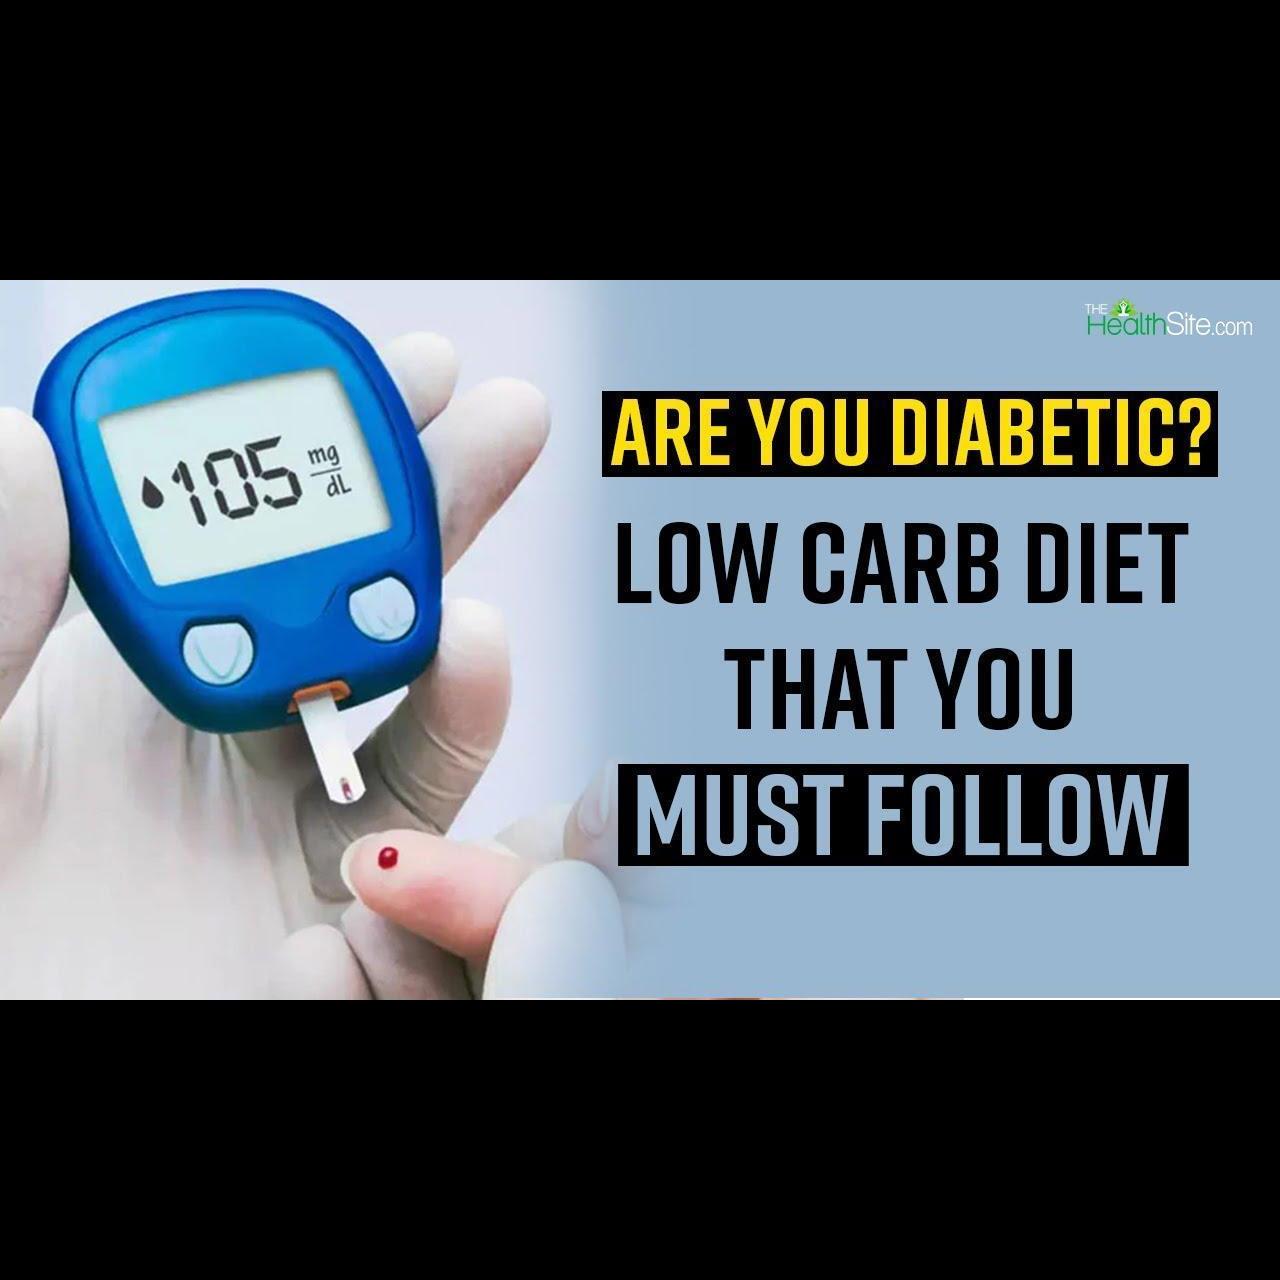 THE
HealthSite.com
ARE YOU DIABETIC?
LOW CARB DIET
THAT YOU
MUST FOLLOW
105 mg/dL